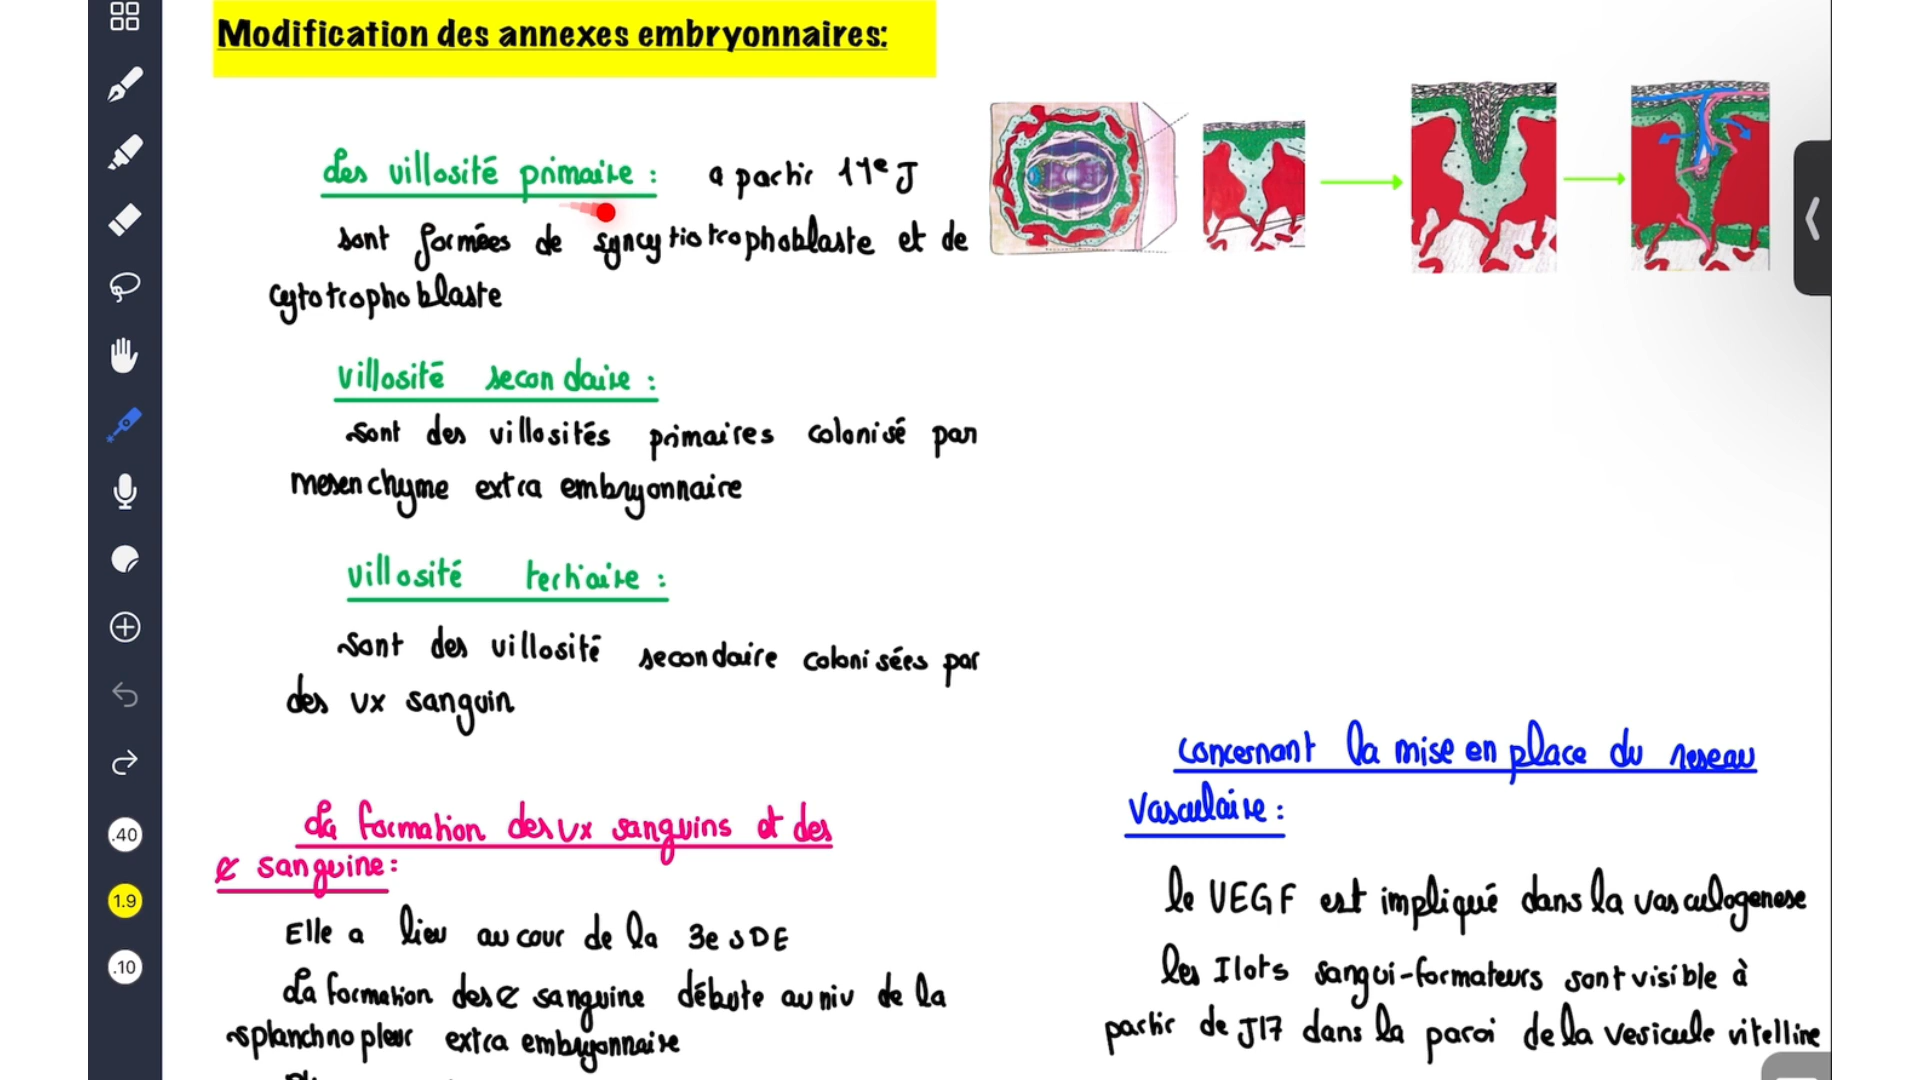 Modification des annexes embryonnaires:
Les villosité primaire : a partir 11e J
sont formées de syncytiotrophoblaste et de
cytotrophoblaste
villosité secondaire :
sont des villosités primaires colonisé par
mesenchyme extra embryonnaire
villosité tertiaire :
sont des villosité secondaire colonisées par
des vx sanguin
La formation des vx sanguins et des
¢ sanguine :
Elle a lieu au cour de la 3e SDE
La formation des ¢ sanguine débute au niv de la
splanchnopleur extra embryonnaire
concernant la mise en place du reseau
vasculaire :
le VEGF est impliqué dans la vasculogenese
les Ilots sangui-formateurs sont visible à
partir de J17 dans la paroi de la vesicule vitelline
.40
1.9
.10